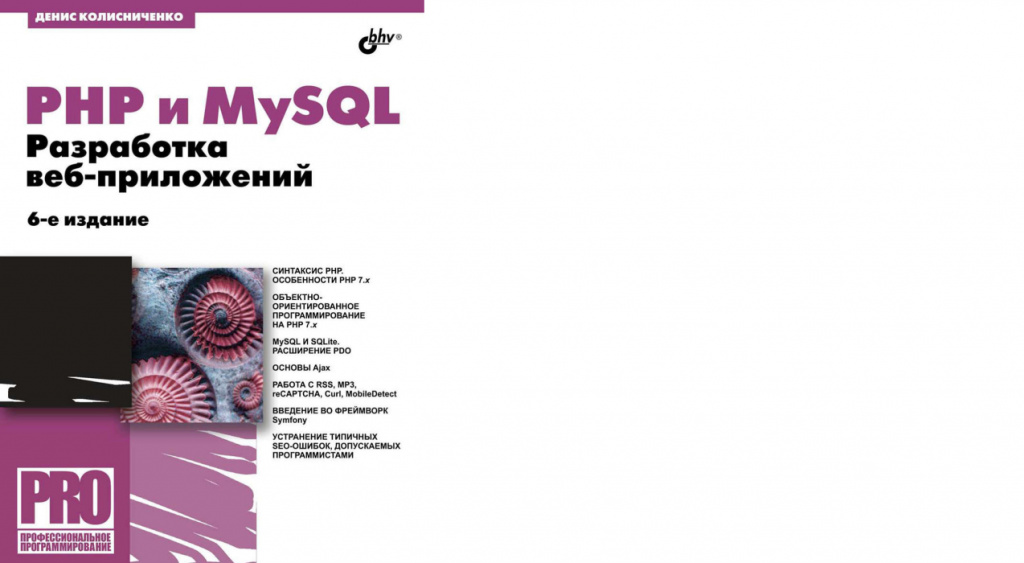 ДЕНИС КОЛИСНИЧЕНКО
bhv®
PHP и MySQL
Разработка
веб-приложений
6-е издание
СИНТАКСИС PHP.
ОСОБЕННОСТИ PHP 7.x
ОБЪЕКТНО-
ОРИЕНТИРОВАННОЕ
ПРОГРАММИРОВАНИЕ
НА PHP 7.x
MySQL И SQLite.
РАСШИРЕНИЕ PDO
ОСНОВЫ Ajax
РАБОТА С RSS, MP3,
reCAPTCHA, Curl, MobileDetect
ВВЕДЕНИЕ ВО ФРЕЙМВОРК
Symfony
УСТРАНЕНИЕ ТИПИЧНЫХ
SEO-ОШИБОК, ДОПУСКАЕМЫХ
ПРОГРАММИСТАМИ
PRO
ПРОФЕССИОНАЛЬНОЕ
ПРОГРАММИРОВАНИЕ